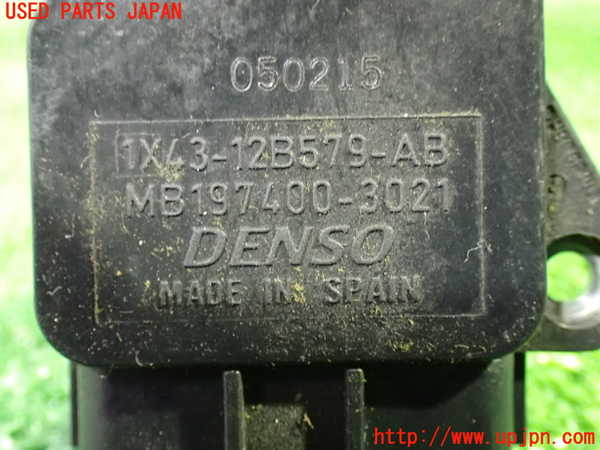 USED PARTS JAPAN
050215
1X43-12B579-AB
MB197400-3021
DENSO
MADE IN SPAIN
http://www.upjpn.com/